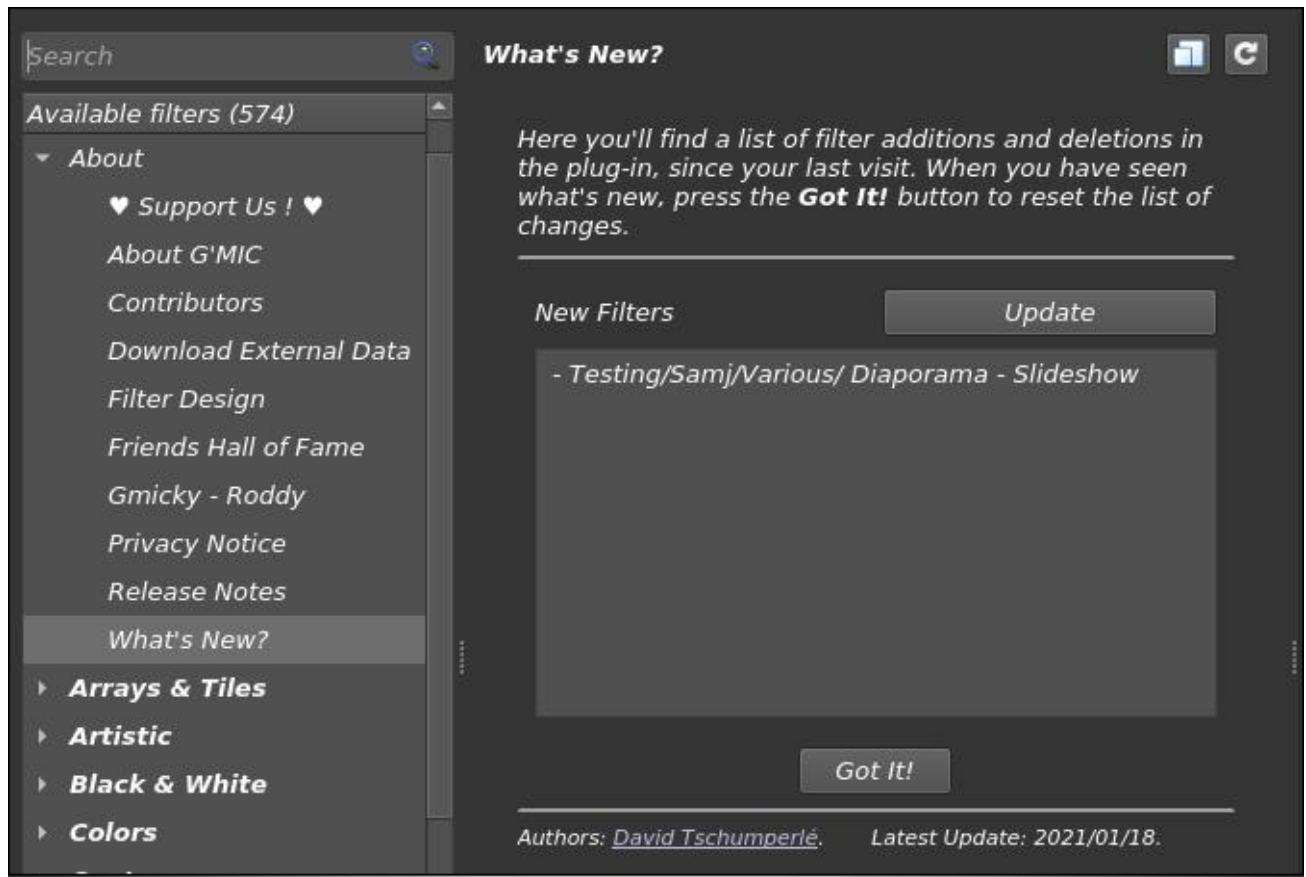 Search
Available filters (574)
About
♥ Support Us ! ♥
About G'MIC
Contributors
Download External Data
Filter Design
Friends Hall of Fame
Gmicky - Roddy
Privacy Notice
Release Notes
What's New?
Arrays & Tiles
Artistic
Black & White
Colors
What's New?
Here you'll find a list of filter additions and deletions in
the plug-in, since your last visit. When you have seen
what's new, press the Got It! button to reset the list of
changes.
New Filters
Update
- Testing/Samj/Various/ Diaporama - Slideshow
Got It!
Authors: David Tschumperlé. Latest Update: 2021/01/18.